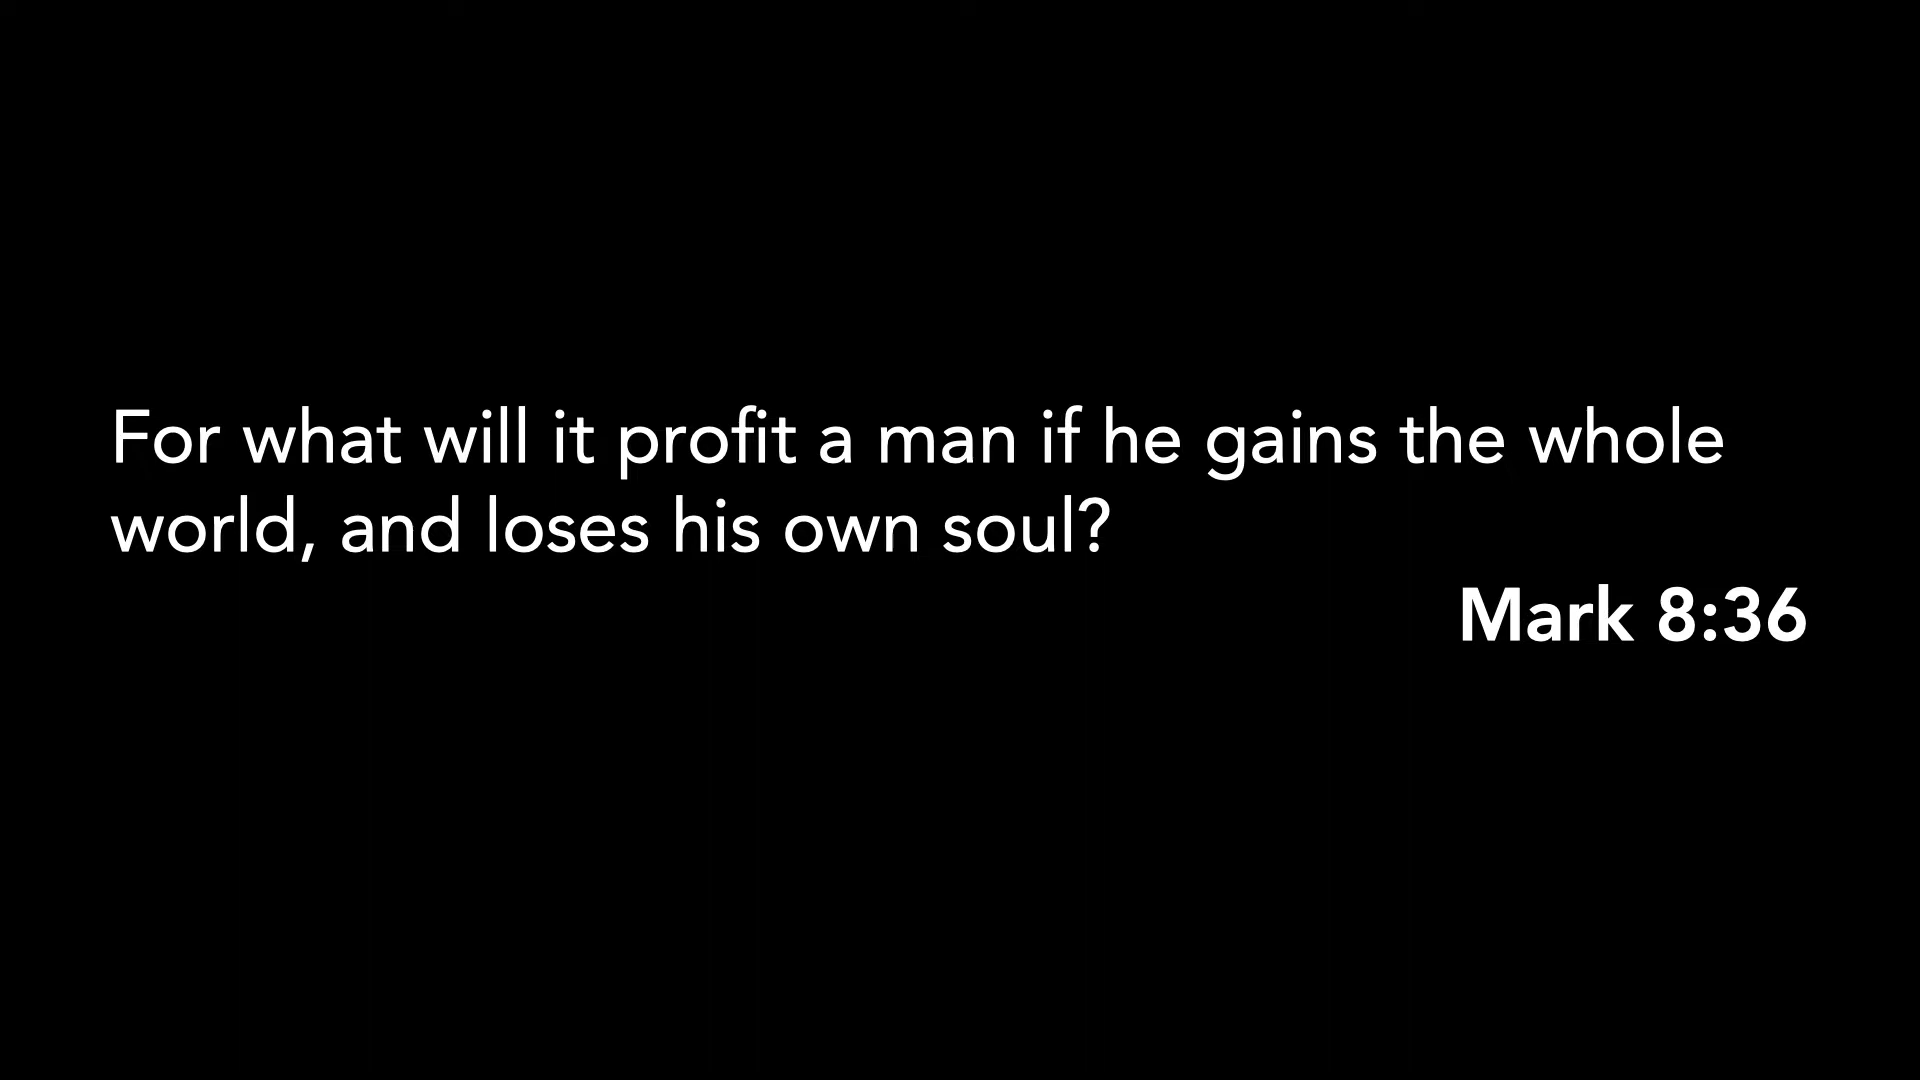 For what will it profit a man if he gains the whole
world, and loses his own soul?
Mark 8:36